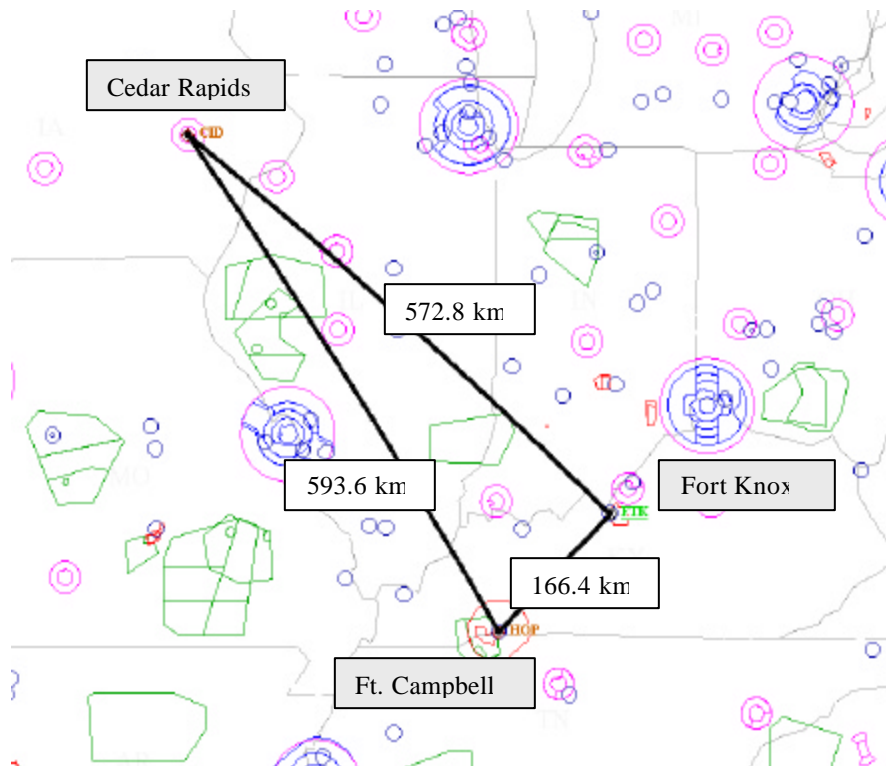 MI
Cedar Rapids
IA
CID
572.8 km
IN
IL
593.6 km
Fort Knox
MO
FTK
166.4 km
HOP
Ft. Campbell
TN